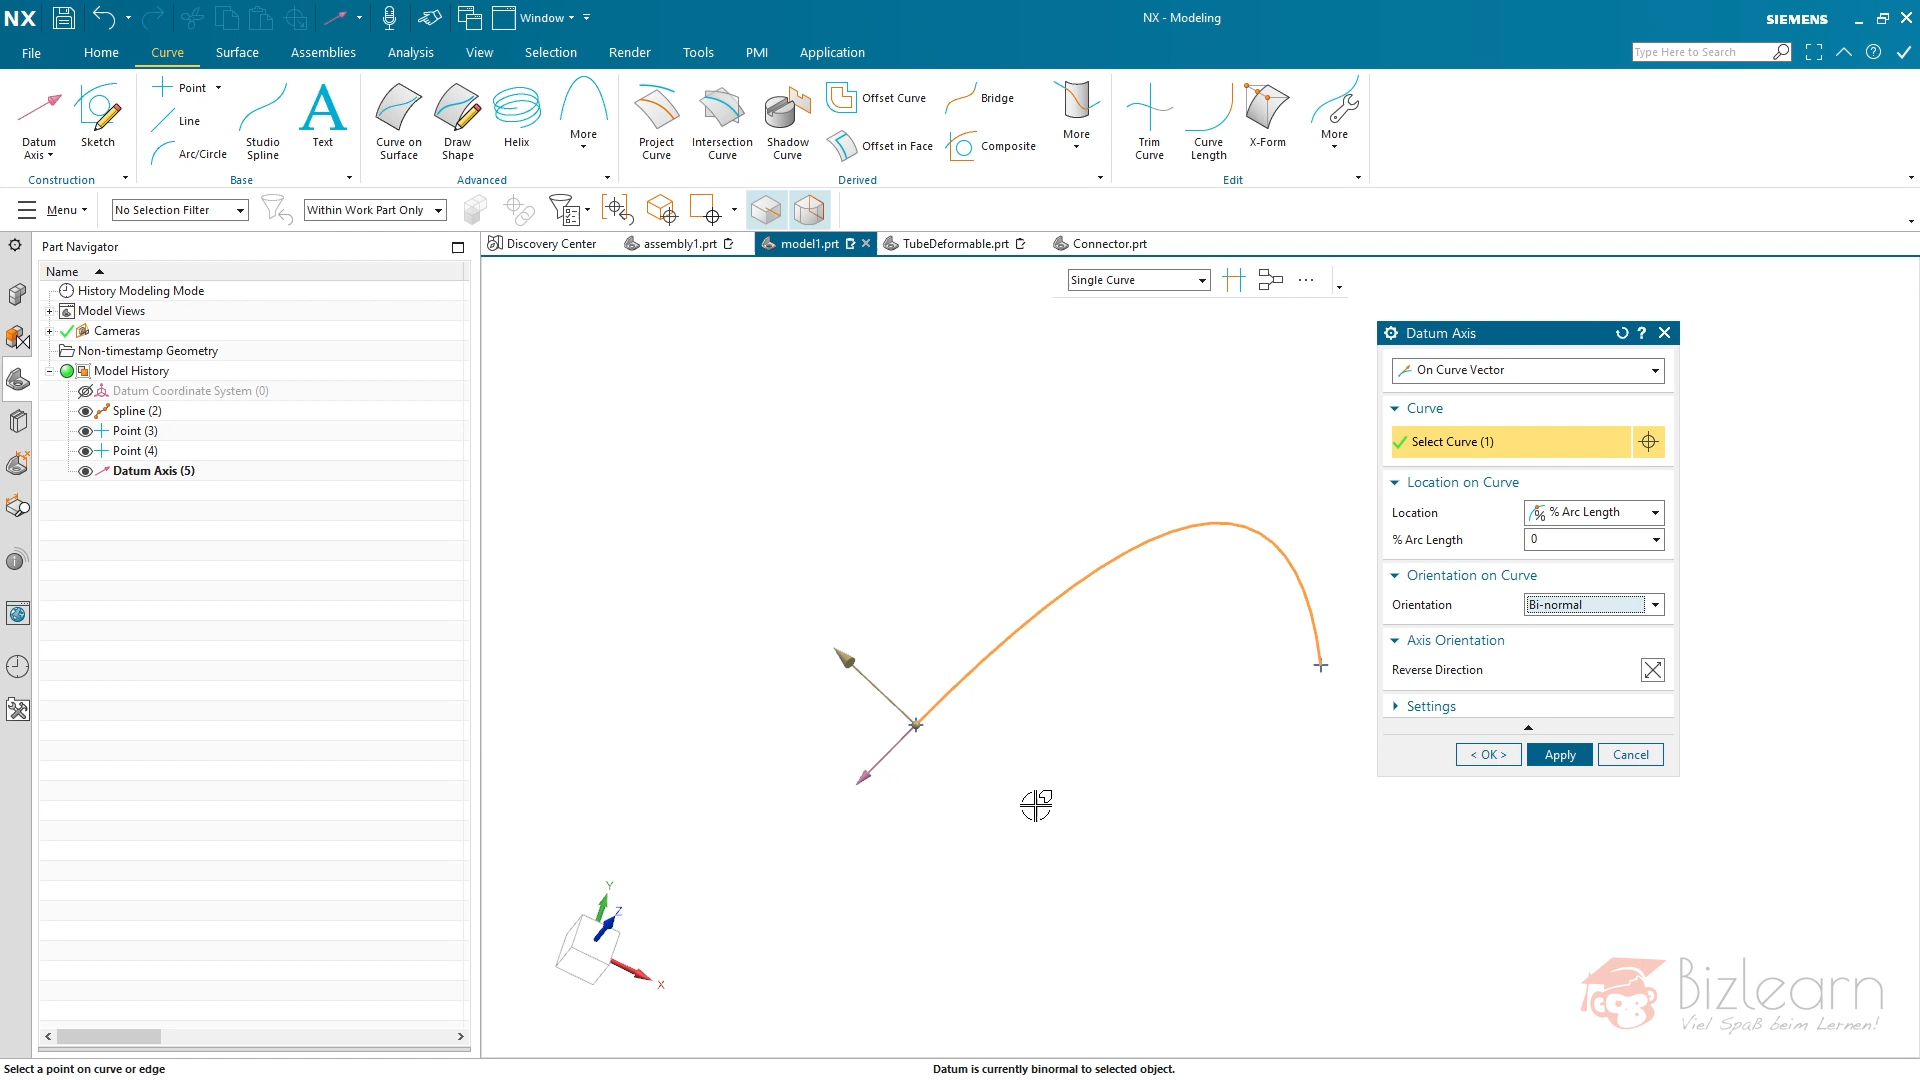 NX
Window
NX - Modeling
SIEMENS
File
Home
Curve
Surface
Assemblies
Analysis
View
Selection
Render
Tools
PMI
Application
Type Here to Search
Datum Axis
Sketch
Construction
Point
Line
Arc/Circle
Studio Spline
Text
Base
Curve on Surface
Draw Shape
Helix
More
Advanced
Project Curve
Intersection Curve
Shadow Curve
Offset Curve
Offset in Face
Bridge
Composite
More
Derived
Trim Curve
Curve Length
X-Form
More
Edit
Menu
No Selection Filter
Within Work Part Only
Part Navigator
Discovery Center
assembly1.prt
model1.prt
TubeDeformable.prt
Connector.prt
Name
History Modeling Mode
Model Views
Cameras
Non-timestamp Geometry
Model History
Datum Coordinate System (0)
Spline (2)
Point (3)
Point (4)
Datum Axis (5)
Single Curve
Datum Axis
On Curve Vector
Curve
Select Curve (1)
Location on Curve
Location % Arc Length
% Arc Length 0
Orientation on Curve
Orientation Bi-normal
Axis Orientation
Reverse Direction
Settings
< OK >
Apply
Cancel
Y
Z
X
Bizlearn
Viel Spaß beim Lernen!
Select a point on curve or edge
Datum is currently binormal to selected object.